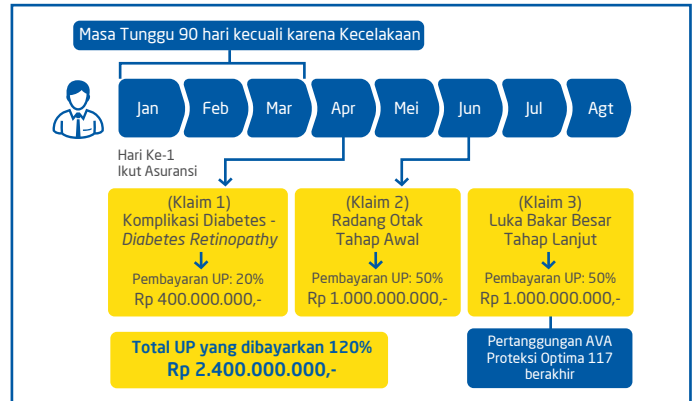 Masa Tunggu 90 hari kecuali karena Kecelakaan
Jan Feb Mar Apr Mei Jun Jul Agt
Hari Ke-1
Ikut Asuransi
(Klaim 1)
Komplikasi Diabetes -
Diabetes Retinopathy
Pembayaran UP: 20%
Rp 400.000.000,-
(Klaim 2)
Radang Otak
Tahap Awal
Pembayaran UP: 50%
Rp 1.000.000.000,-
(Klaim 3)
Luka Bakar Besar
Tahap Lanjut
Pembayaran UP: 50%
Rp 1.000.000.000,-
Total UP yang dibayarkan 120%
Rp 2.400.000.000,-
Pertanggungan AVA
Proteksi Optima 117
berakhir